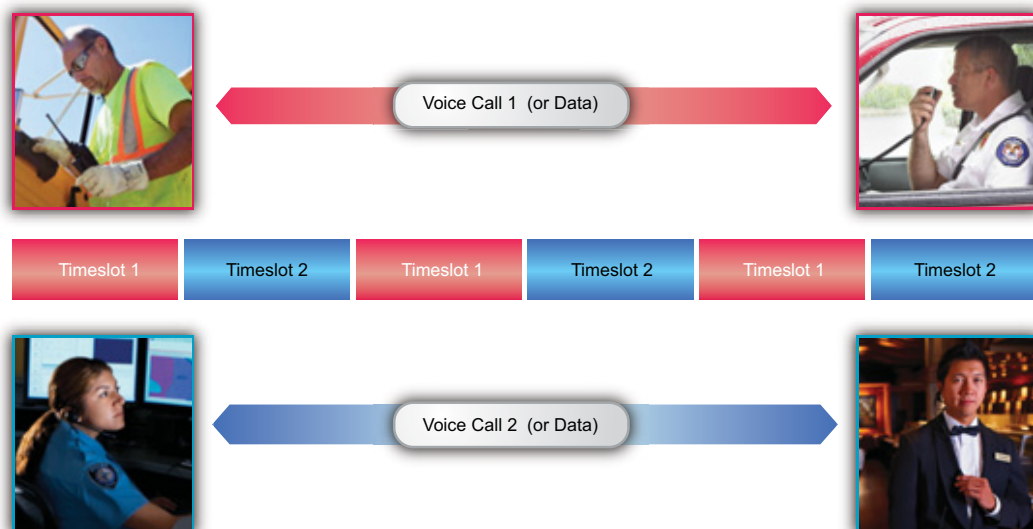 Voice Call 1 (or Data)
Timeslot 1 Timeslot 2 Timeslot 1 Timeslot 2 Timeslot 1 Timeslot 2
Voice Call 2 (or Data)